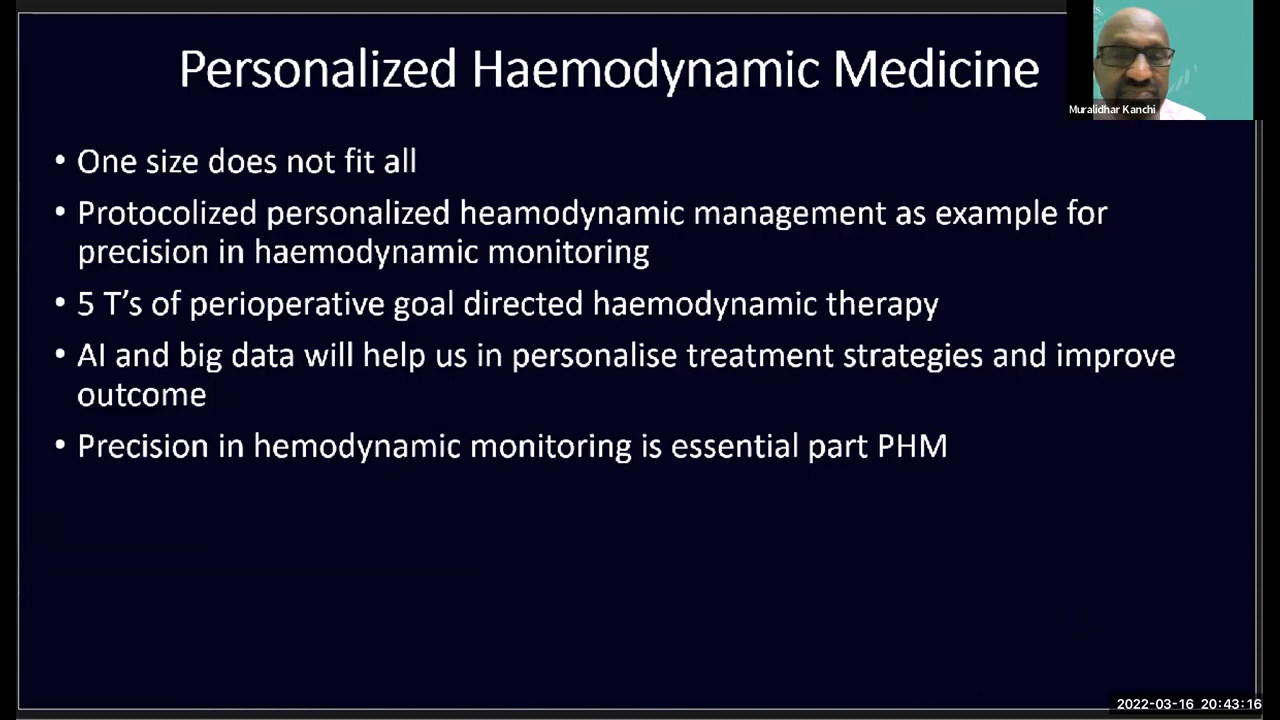 Personalized Haemodynamic Medicine
Muralidhar Kanchi
• One size does not fit all
• Protocolized personalized heamodynamic management as example for
precision in haemodynamic monitoring
• 5 T’s of perioperative goal directed haemodynamic therapy
• AI and big data will help us in personalise treatment strategies and improve
outcome
• Precision in hemodynamic monitoring is essential part PHM
2022-03-16 20:43:16